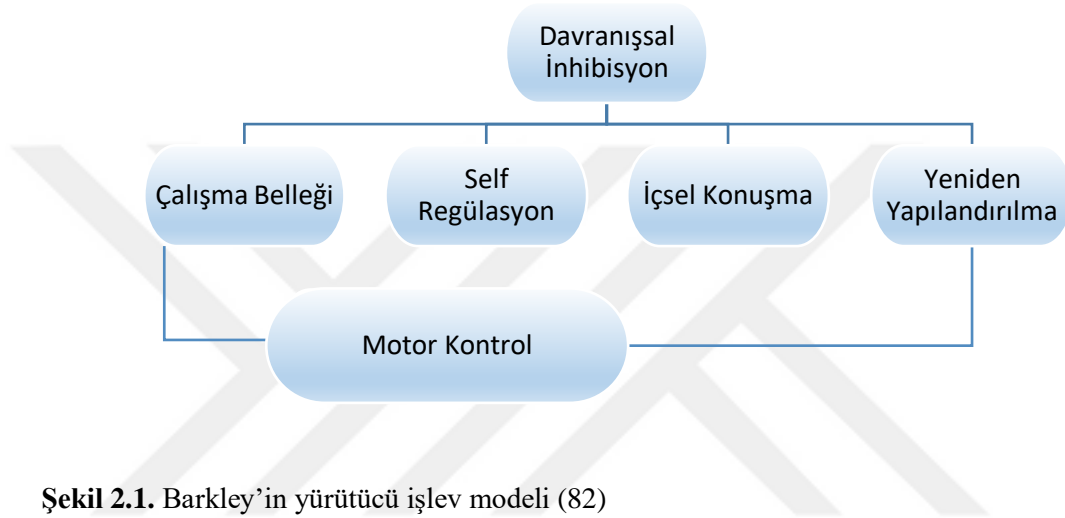 Davranışsal
İnhibisyon
Çalışma Belleği
Self
Regülasyon
İçsel Konuşma
Yeniden
Yapılandırılma
Motor Kontrol
Şekil 2.1. Barkley’in yürütücü işlev modeli (82)